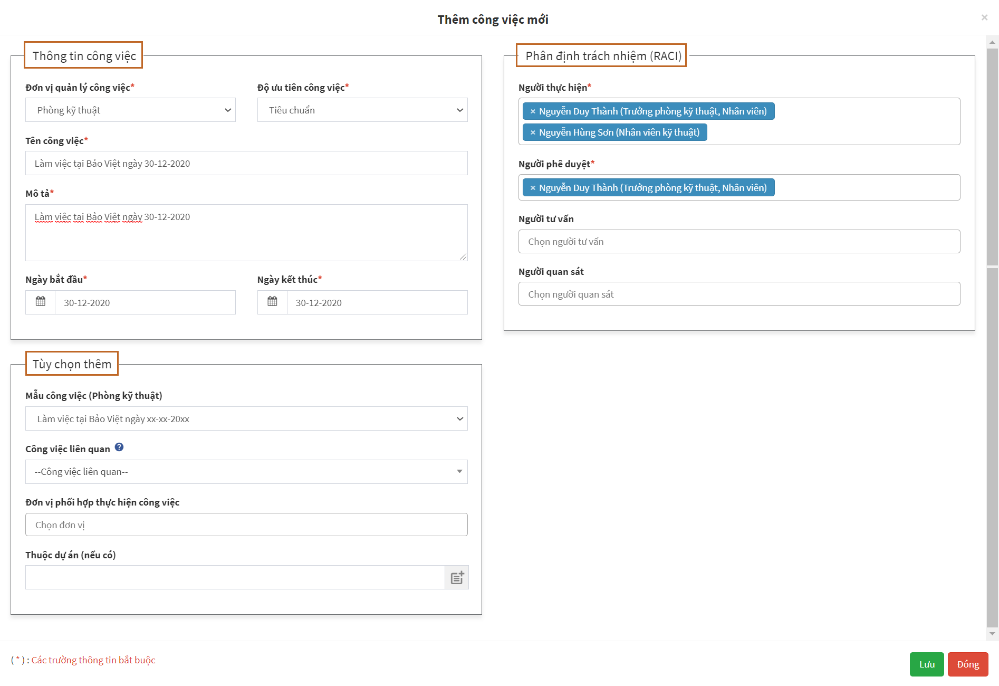 Thêm công việc mới
×
Thông tin công việc
Đơn vị quản lý công việc*
Độ ưu tiên công việc*
Phòng kỹ thuật
Tiêu chuẩn
Tên công việc*
Làm việc tại Bảo Việt ngày 30-12-2020
Mô tả*
Làm việc tại Bảo Việt ngày 30-12-2020
Ngày bắt đầu*
Ngày kết thúc*
30-12-2020
30-12-2020
Tùy chọn thêm
Mẫu công việc (Phòng kỹ thuật)
Làm việc tại Bảo Việt ngày xx-xx-20xx
Công việc liên quan ?
--Công việc liên quan--
Đơn vị phối hợp thực hiện công việc
Chọn đơn vị
Thuộc dự án (nếu có)
Phân định trách nhiệm (RACI)
Người thực hiện*
× Nguyễn Duy Thành (Trưởng phòng kỹ thuật, Nhân viên)
× Nguyễn Hùng Sơn (Nhân viên kỹ thuật)
Người phê duyệt*
× Nguyễn Duy Thành (Trưởng phòng kỹ thuật, Nhân viên)
Người tư vấn
Chọn người tư vấn
Người quan sát
Chọn người quan sát
( * ) : Các trường thông tin bắt buộc
Lưu
Đóng